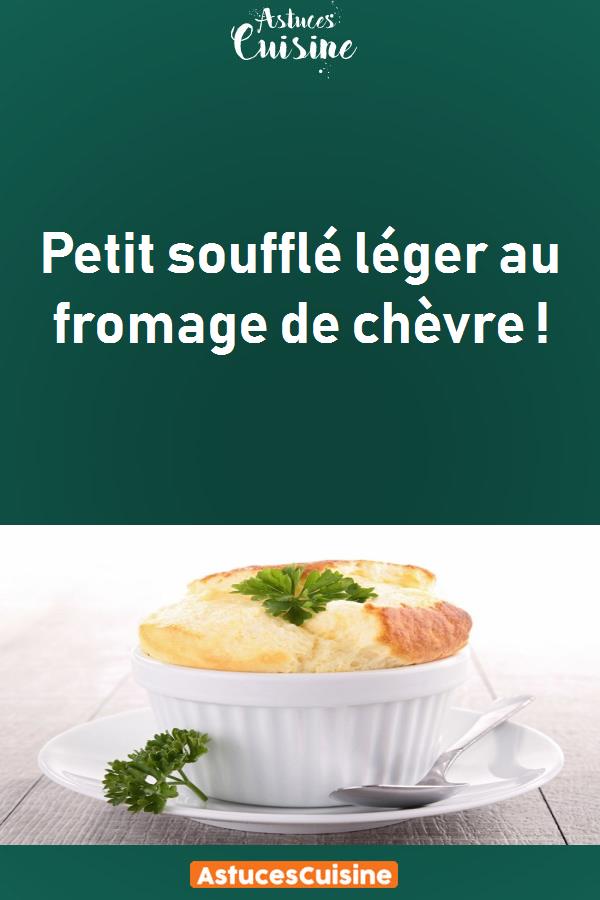 Astuces
Cuisine
Petit soufflé léger au
fromage de chèvre !
AstucesCuisine